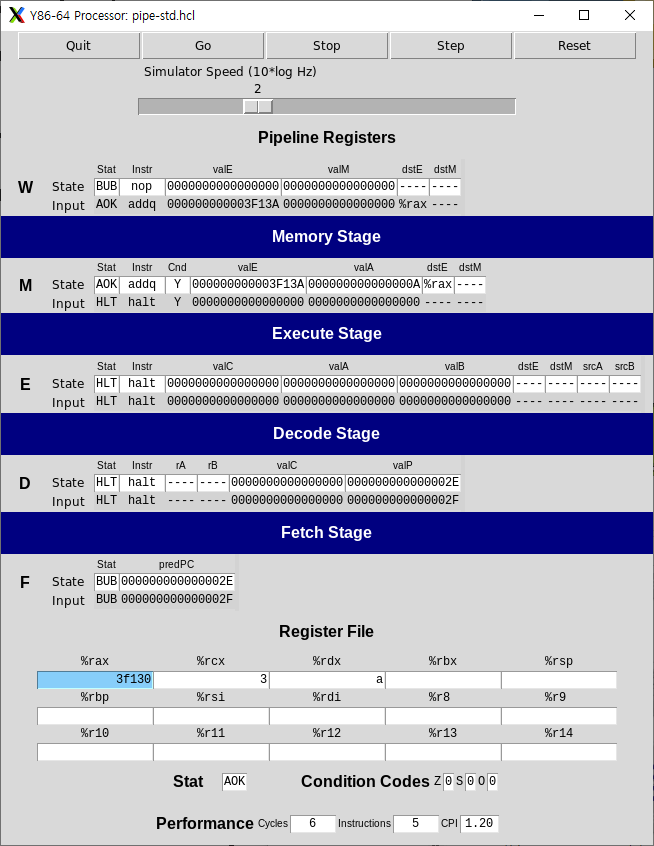 Y86-64 Processor: pipe-std.hcl
Quit Go Stop Step Reset
Simulator Speed (10*log Hz)
2
Pipeline Registers
Stat Instr valE valM dstE dstM
W State BUB nop 0000000000000000 0000000000000000 ---- ----
Input AOK addq 000000000003F13A 0000000000000000 %rax ----
Memory Stage
Stat Instr Cnd valE valA dstE dstM
M State AOK addq Y 000000000003F13A 000000000000000A %rax ----
Input HLT halt Y 0000000000000000 0000000000000000 ---- ----
Execute Stage
Stat Instr valC valA valB dstE dstM srcA srcB
E State HLT halt 0000000000000000 0000000000000000 0000000000000000 ---- ---- ---- ----
Input HLT halt 0000000000000000 0000000000000000 0000000000000000 ---- ---- ---- ----
Decode Stage
Stat Instr rA rB valC valP
D State HLT halt ---- ---- 0000000000000000 000000000000002E
Input HLT halt ---- ---- 0000000000000000 000000000000002F
Fetch Stage
Stat predPC
F State BUB 000000000000002E
Input BUB 000000000000002F
Register File
%rax %rcx %rdx %rbx %rsp
3f130 3 a
%rbp %rsi %rdi %r8 %r9
%r10 %r11 %r12 %r13 %r14
Stat AOK Condition Codes Z 0 S 0 O 0
Performance Cycles 6 Instructions 5 CPI 1.20